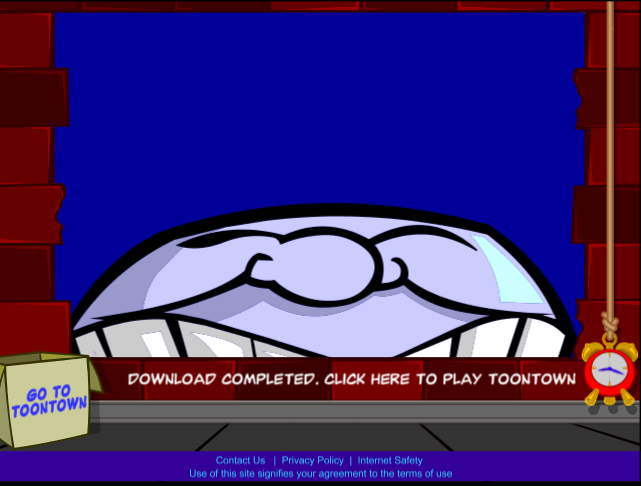 DOWNLOAD COMPLETED. CLICK HERE TO PLAY TOONTOWN
GO TO
TOONTOWN
Contact Us | Privacy Policy | Internet Safety
Use of this site signifies your agreement to the terms of use